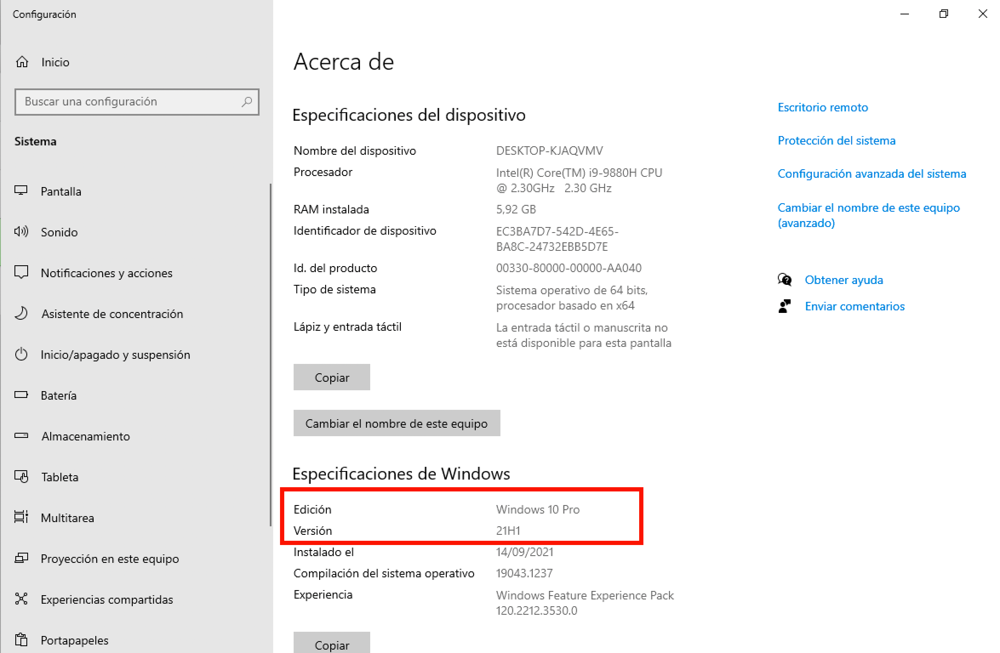 Configuración
Inicio
Buscar una configuración
Sistema
Pantalla
Sonido
Notificaciones y acciones
Asistente de concentración
Inicio/apagado y suspensión
Batería
Almacenamiento
Tableta
Multitarea
Proyección en este equipo
Experiencias compartidas
Portapapeles
Acerca de
Especificaciones del dispositivo
Nombre del dispositivo DESKTOP-KJAQVMV
Procesador Intel(R) Core(TM) i9-9880H CPU
@ 2.30GHz 2.30 GHz
RAM instalada 5,92 GB
Identificador de dispositivo EC3BA7D7-542D-4E65-
BA8C-24732EBB5D7E
Id. del producto 00330-80000-00000-AA040
Tipo de sistema Sistema operativo de 64 bits,
procesador basado en x64
Lápiz y entrada táctil La entrada táctil o manuscrita no
está disponible para esta pantalla
Copiar
Cambiar el nombre de este equipo
Especificaciones de Windows
Edición Windows 10 Pro
Versión 21H1
Instalado el 14/09/2021
Compilación del sistema operativo 19043.1237
Experiencia Windows Feature Experience Pack
120.2212.3530.0
Copiar
Escritorio remoto
Protección del sistema
Configuración avanzada del sistema
Cambiar el nombre de este equipo
(avanzado)
Obtener ayuda
Enviar comentarios